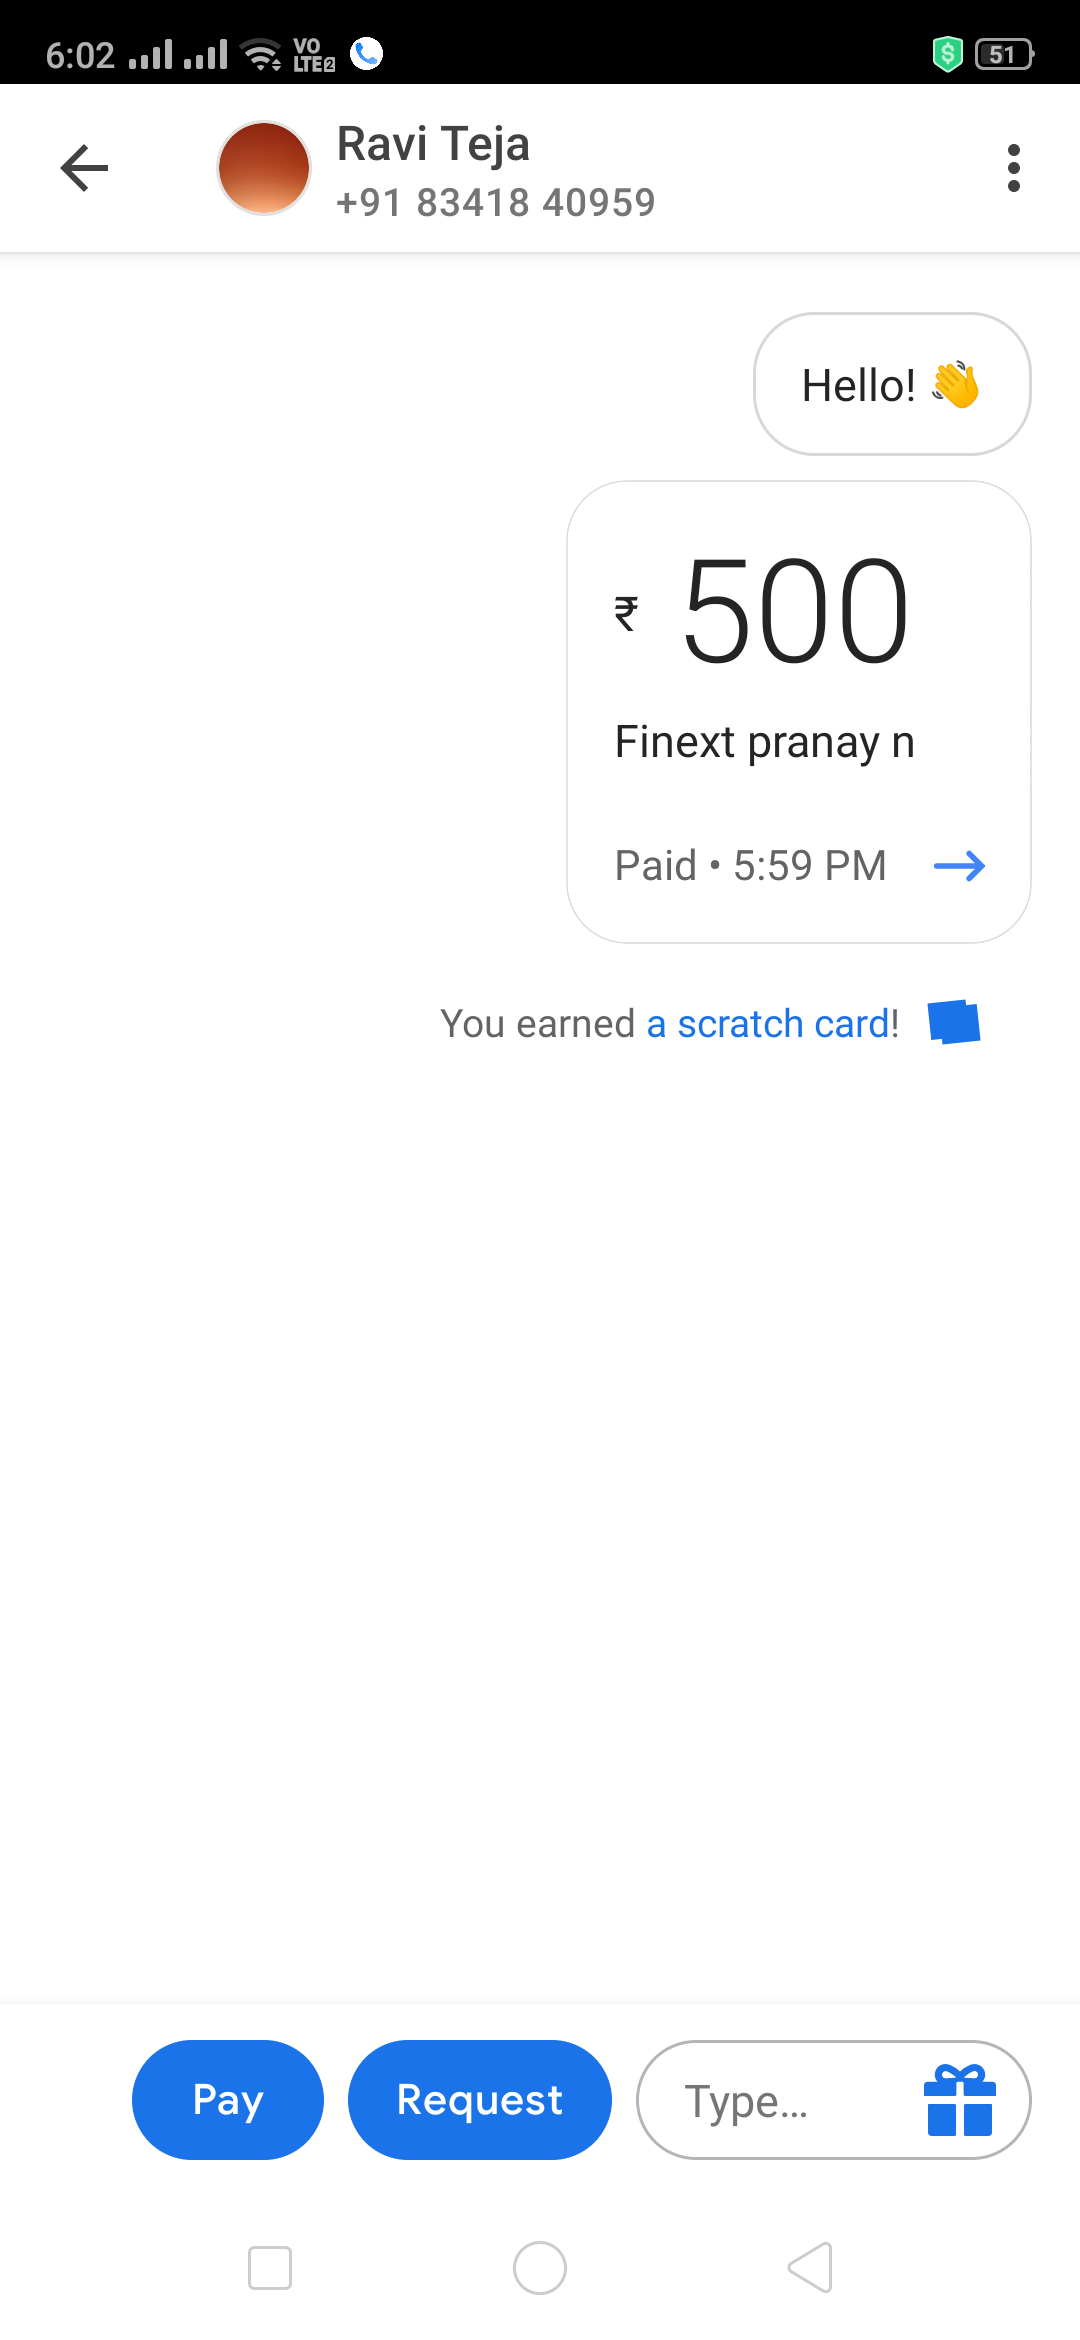 6:02 VO LTE2 51
Ravi Teja
+91 83418 40959
Hello! 👋
₹ 500
Finext pranay n
Paid • 5:59 PM
You earned a scratch card!
Pay Request Type...